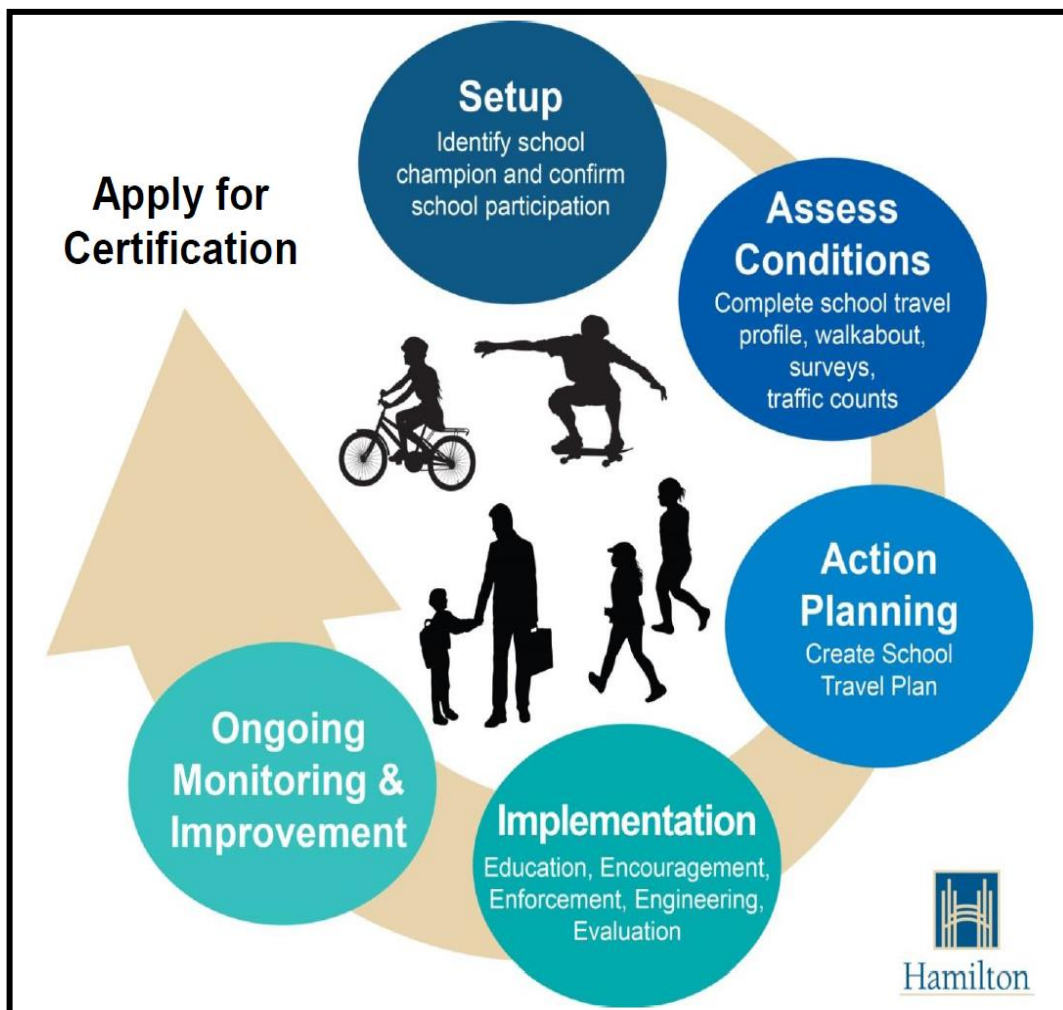 Setup
Identify school
champion and confirm
school participation
Apply for
Certification
Assess
Conditions
Complete school travel
profile, walkabout,
surveys,
traffic counts
Action
Planning
Create School
Travel Plan
Implementation
Education, Encouragement,
Enforcement, Engineering,
Evaluation
Ongoing
Monitoring &
Improvement
Hamilton